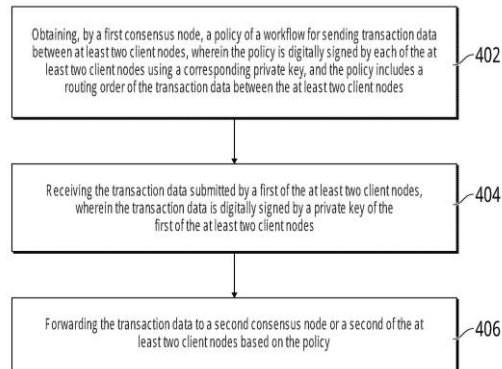 Obtaining, by a first consensus node, a policy of a workflow for sending transaction data
between at least two client nodes, wherein the policy is digitally signed by each of the at
least two client nodes using a corresponding private key, and the policy includes a
routing order of the transaction data between the at least two client nodes
402
Receiving the transaction data submitted by a first of the at least two client nodes,
wherein the transaction data is digitally signed by a private key of the
first of the at least two client nodes
404
Forwarding the transaction data to a second consensus node or a second of the at
least two client nodes based on the policy
406